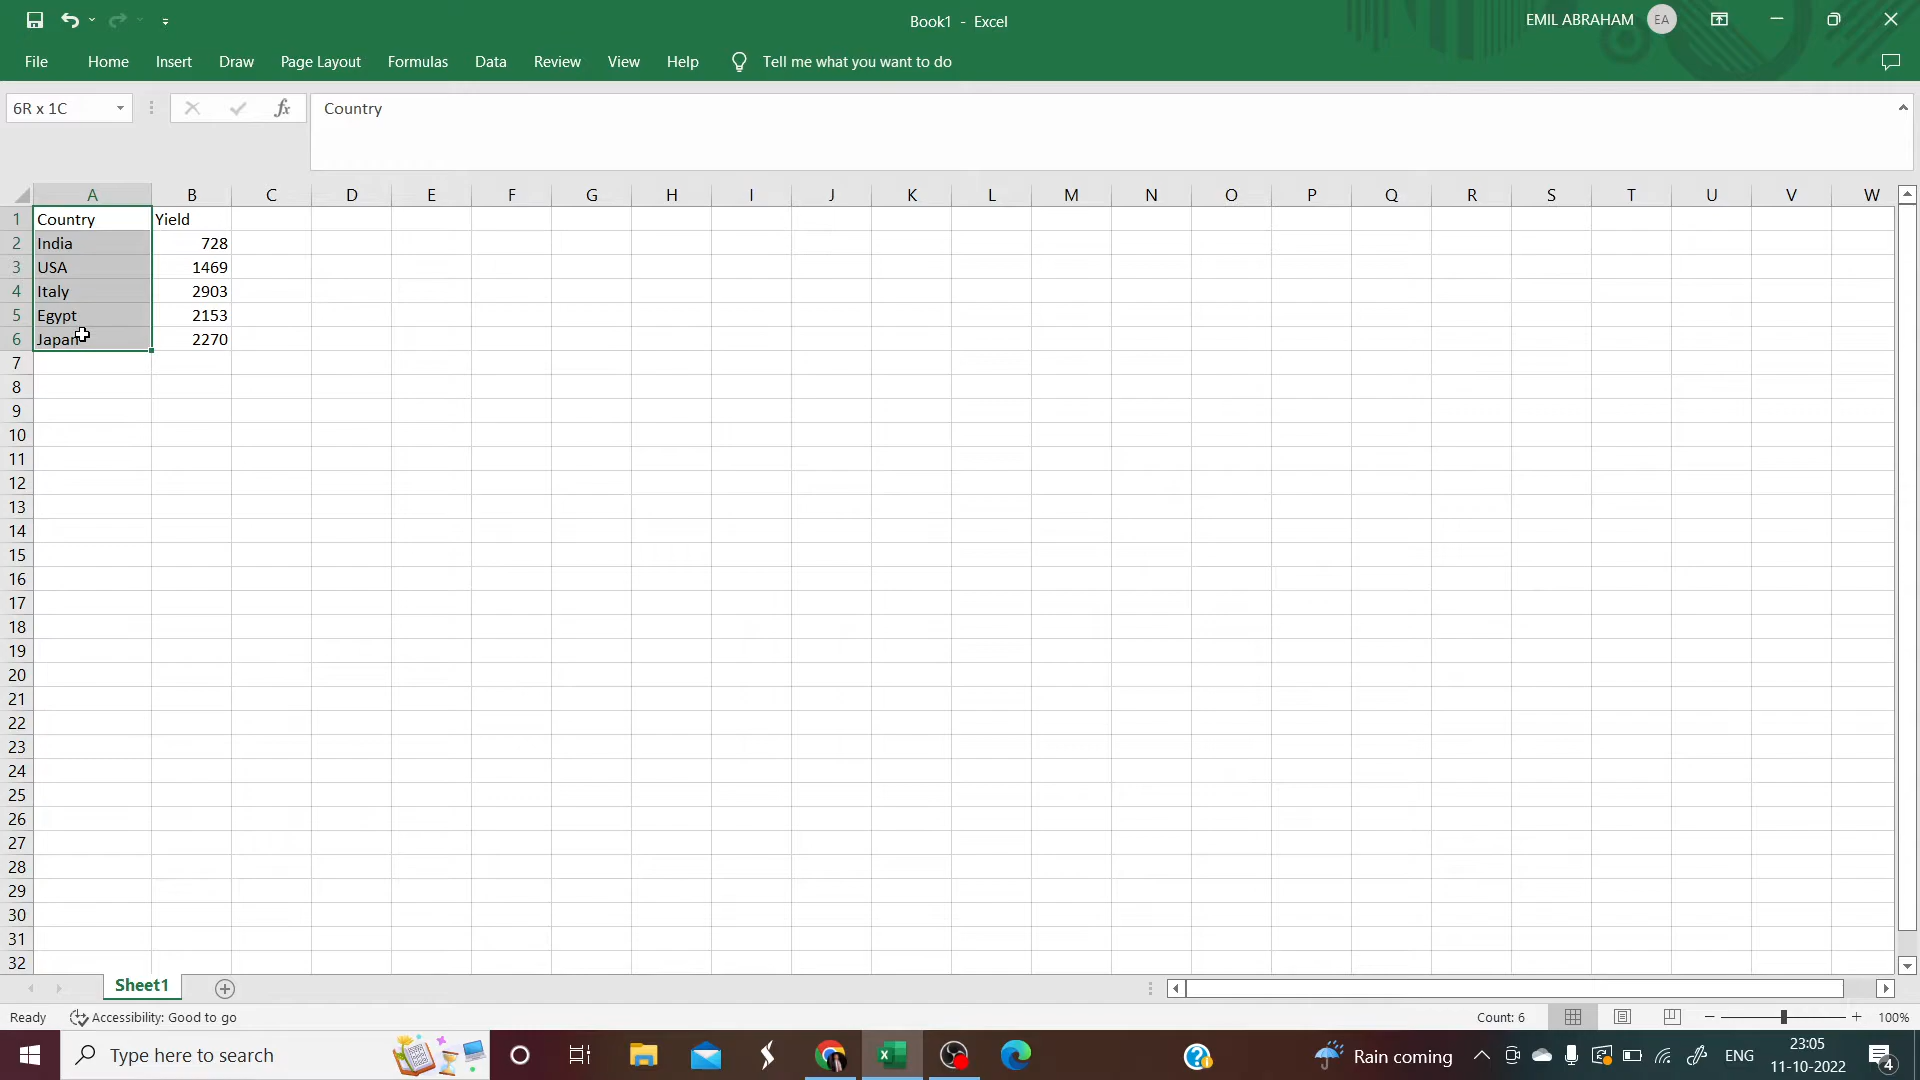 Book1 - Excel
EMIL ABRAHAM EA
File Home Insert Draw Page Layout Formulas Data Review View Help Tell me what you want to do
6R x 1C fx Country
A B C D E F G H I J K L M N O P Q R S T U V W
1 Country Yield
2 India 728
3 USA 1469
4 Italy 2903
5 Egypt 2153
6 Japan 2270
7
8
9
10
11
12
13
14
15
16
17
18
19
20
21
22
23
24
25
26
27
28
29
30
31
32
Sheet1
Ready Accessibility: Good to go Count: 6 100%
Type here to search Rain coming ENG 23:05
11-10-2022 4